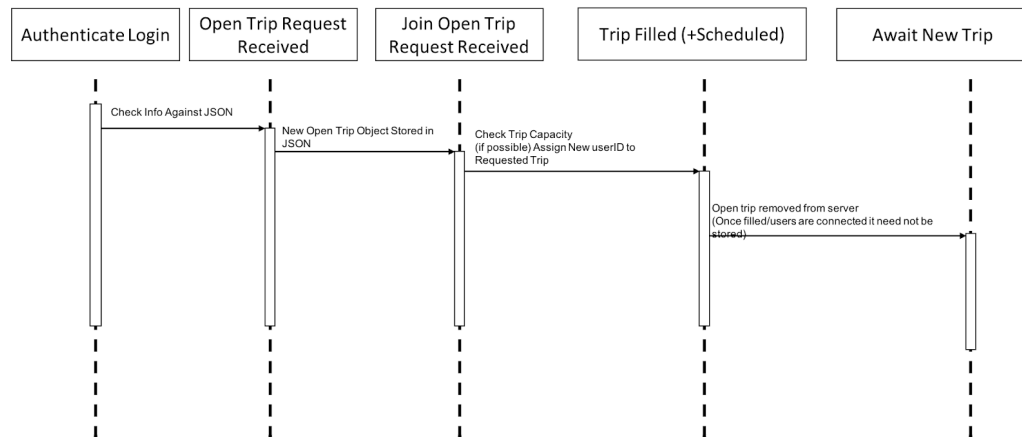 Authenticate Login
Open Trip Request
Received
Join Open Trip
Request Received
Trip Filled (+Scheduled)
Await New Trip
Check Info Against JSON
New Open Trip Object Stored in
JSON
Check Trip Capacity
(if possible) Assign New userID to
Requested Trip
Open trip removed from server
(Once filled/users are connected it need not be
stored)